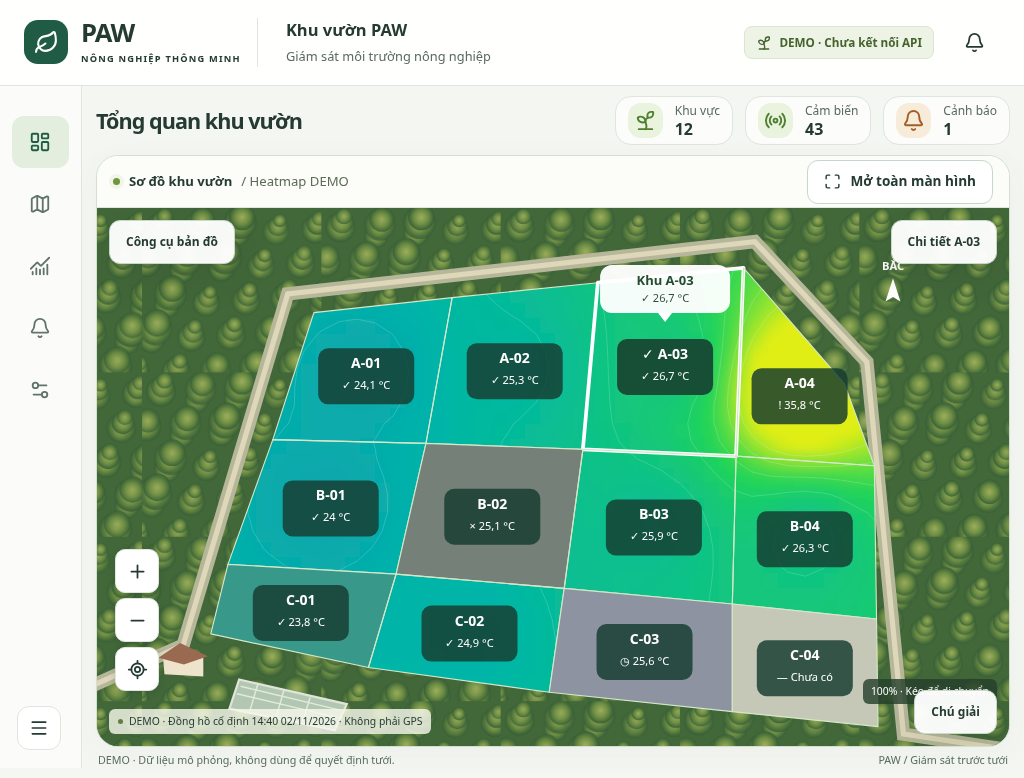 PAW
NÔNG NGHIỆP THÔNG MINH
Khu vườn PAW
Giám sát môi trường nông nghiệp
DEMO · Chưa kết nối API
Tổng quan khu vườn
Khu vực
12
Cảm biến
43
Cảnh báo
1
Sơ đồ khu vườn / Heatmap DEMO
Mở toàn màn hình
Công cụ bản đồ
Chi tiết A-03
BẮC
Khu A-03
✓ 26,7 °C
A-01
✓ 24,1 °C
A-02
✓ 25,3 °C
✓ A-03
✓ 26,7 °C
A-04
! 35,8 °C
B-01
✓ 24 °C
B-02
× 25,1 °C
B-03
✓ 25,9 °C
B-04
✓ 26,3 °C
C-01
✓ 23,8 °C
C-02
✓ 24,9 °C
C-03
◷ 25,6 °C
C-04
— Chưa có
100% · Kéo để di chuyển
Chú giải
DEMO · Đồng hồ cố định 14:40 02/11/2026 · Không phải GPS
DEMO · Dữ liệu mô phỏng, không dùng để quyết định tưới.
PAW / Giám sát trước tưới